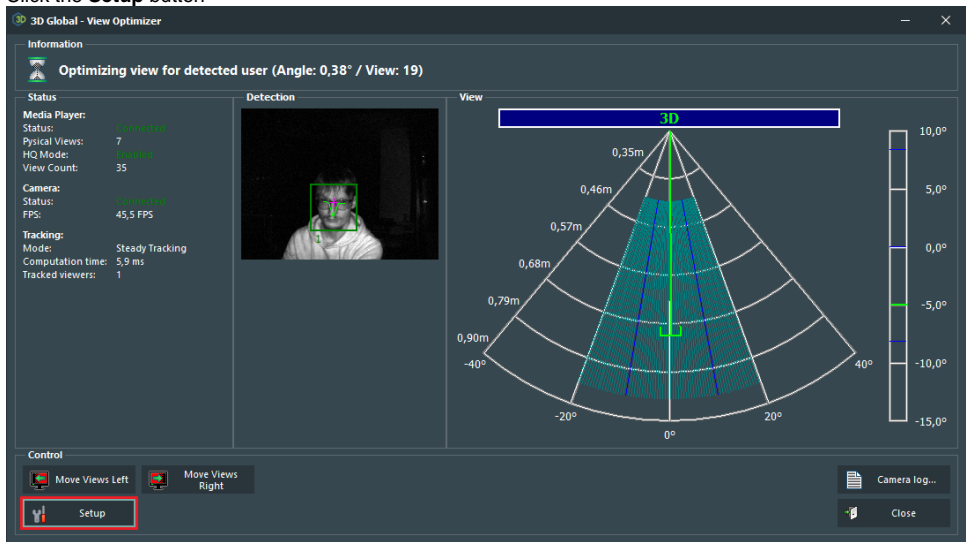 Click the Setup button
3D Global - View Optimizer
Information
Optimizing view for detected user (Angle: 0,38° / View: 19)
Status
Media Player:
Status: Connected
Pysical Views: 7
HQ Mode: Enabled
View Count: 35
Camera:
Status: Connected
FPS: 45,5 FPS
Tracking:
Mode: Steady Tracking
Computation time: 5,9 ms
Tracked viewers: 1
Detection
1
View
3D
0,35m
0,46m
0,57m
0,68m
0,79m
0,90m
-40°
-20°
0°
20°
40°
10,0°
5,0°
0,0°
-5,0°
-10,0°
-15,0°
Control
Move Views Left
Move Views
Right
Setup
Camera log...
Close